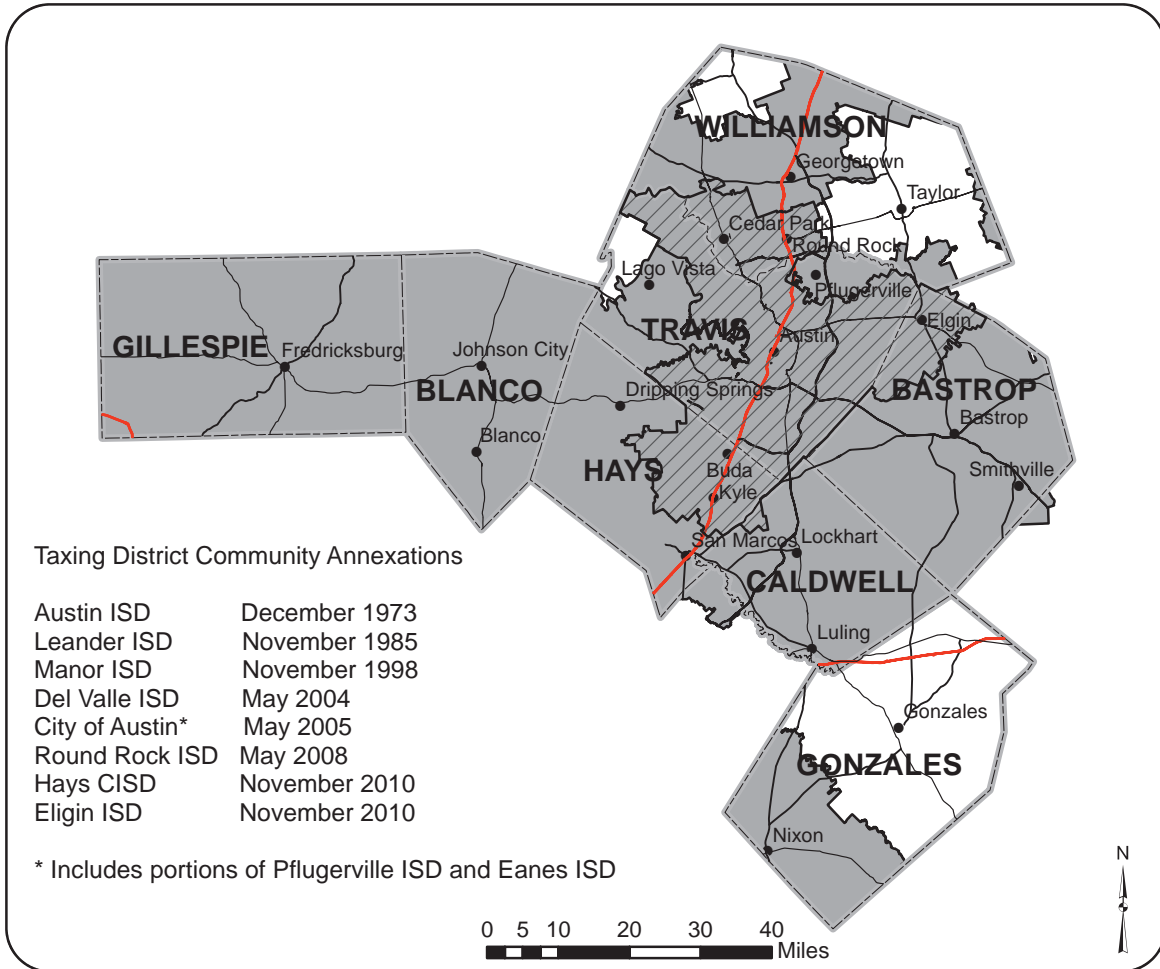 WILLIAMSON
Georgetown
Taylor
Cedar Park
Round Rock
Lago Vista
Pflugerville
TRAVIS
Elgin
Austin
GILLESPIE
Fredricksburg
Johnson City
BLANCO
Dripping Springs
BASTROP
Bastrop
Blanco
HAYS
Buda
Smithville
Kyle
San Marcos
Lockhart
CALDWELL
Luling
Gonzales
GONZALES
Nixon
Taxing District Community Annexations
Austin ISD December 1973
Leander ISD November 1985
Manor ISD November 1998
Del Valle ISD May 2004
City of Austin* May 2005
Round Rock ISD May 2008
Hays CISD November 2010
Eligin ISD November 2010
* Includes portions of Pflugerville ISD and Eanes ISD
N
0 5 10 20 30 40
Miles